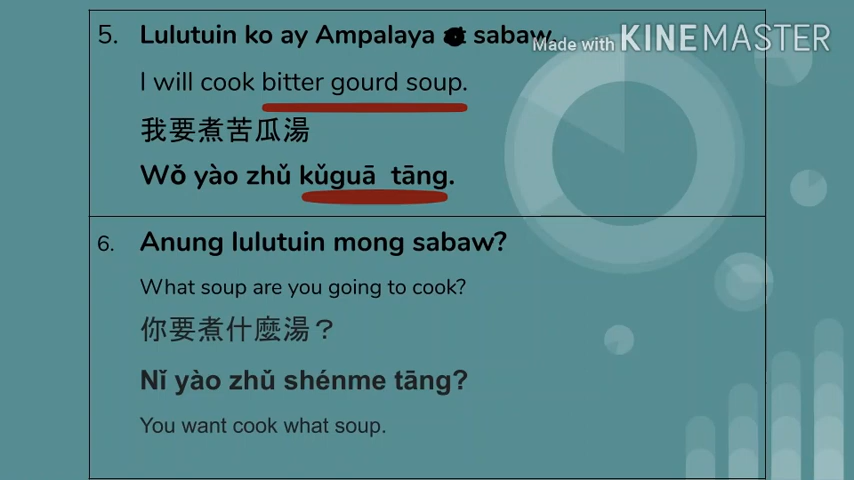 5. Lulutuin ko ay Ampalaya sabaw.
Made with KINEMASTER
I will cook bitter gourd soup.
我要煮苦瓜湯
Wǒ yào zhǔ kǔguā tāng.
6. Anung lulutuin mong sabaw?
What soup are you going to cook?
你要煮什麼湯？
Nǐ yào zhǔ shénme tāng?
You want cook what soup.